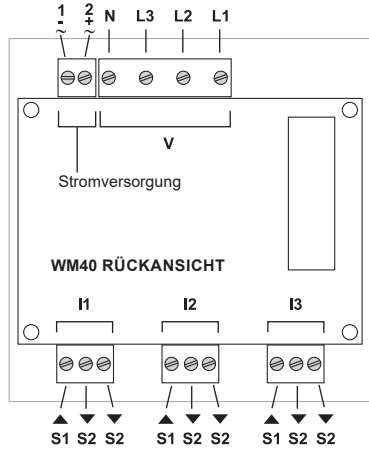 1 2 N L3 L2 L1
- +
~ ~
V
Stromversorgung
WM40 RÜCKANSICHT
I1 I2 I3
S1 S2 S2 S1 S2 S2 S1 S2 S2